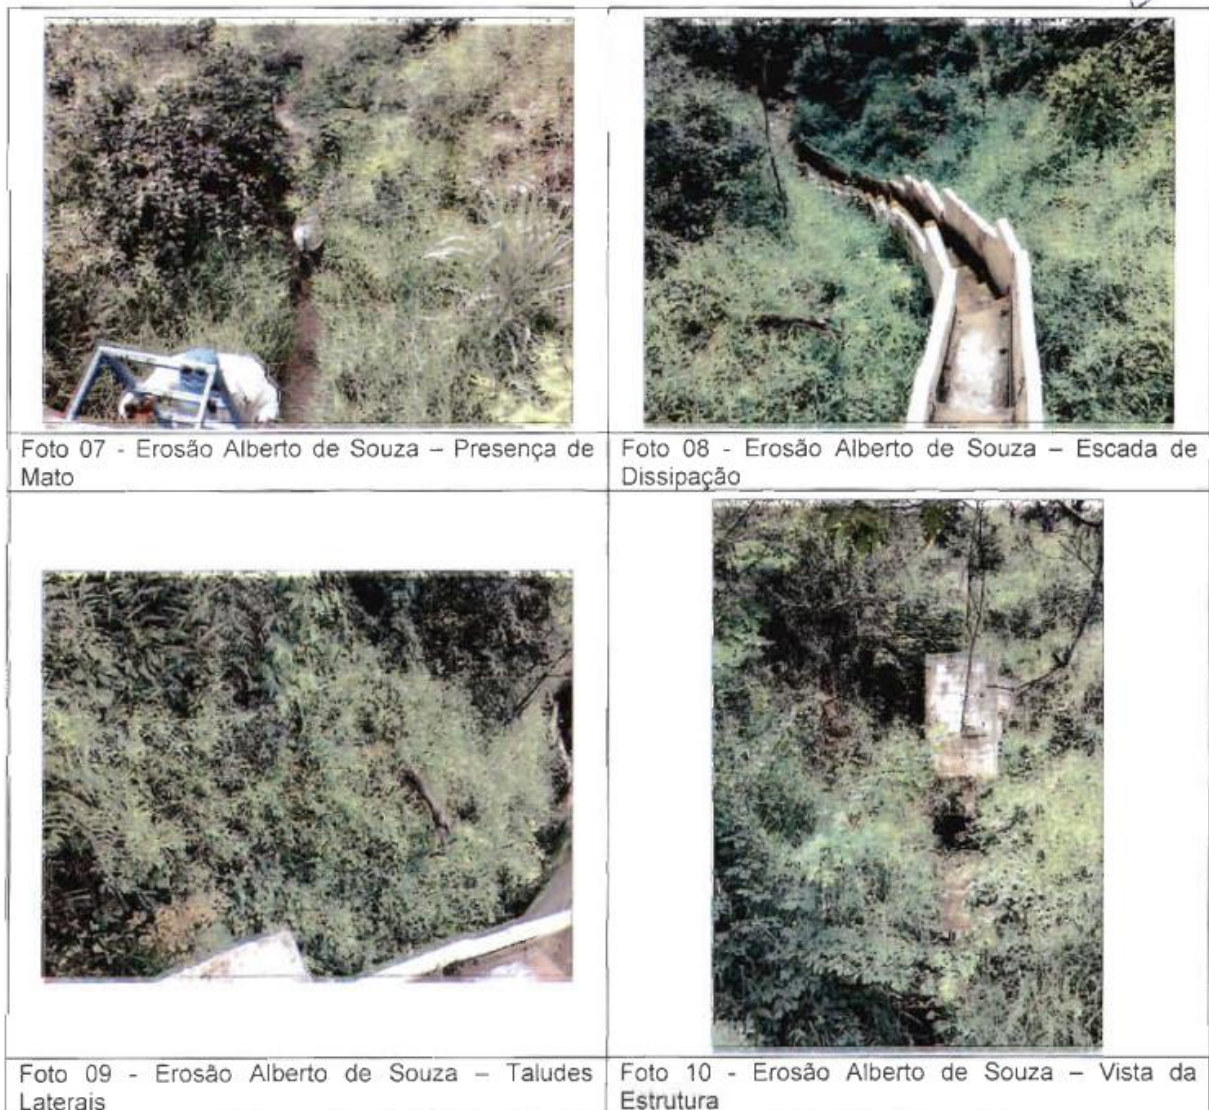 Foto 07 - Erosão Alberto de Souza – Presença de
Mato
Foto 08 - Erosão Alberto de Souza – Escada de
Dissipação
Foto 09 - Erosão Alberto de Souza – Taludes
Laterais
Foto 10 - Erosão Alberto de Souza – Vista da
Estrutura